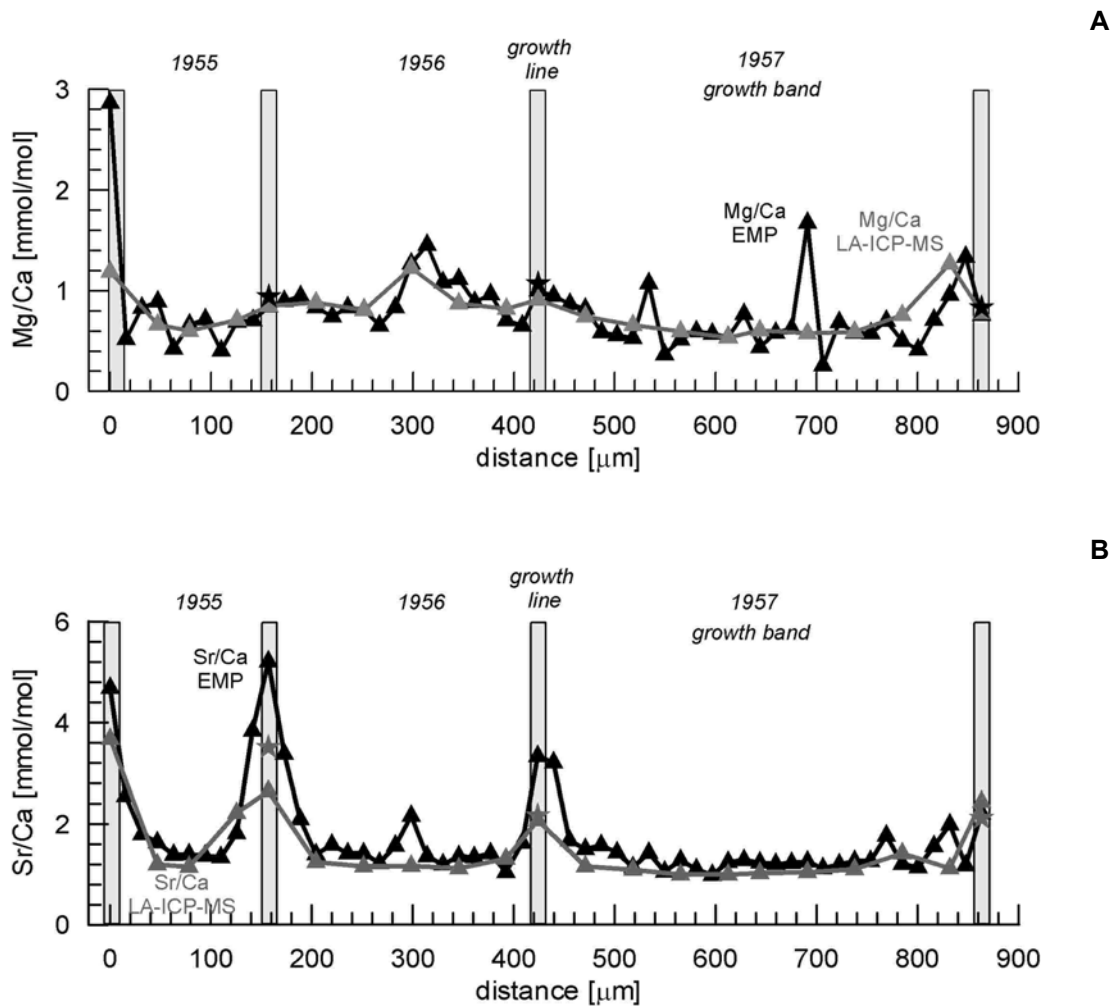 A
1955
1956
growth
line
1957
growth band
3
2
1
0
Mg/Ca [mmol/mol]
Mg/Ca
EMP
Mg/Ca
LA-ICP-MS
0 100 200 300 400 500 600 700 800 900
distance [μm]
B
1955
1956
growth
line
1957
growth band
6
4
2
0
Sr/Ca [mmol/mol]
Sr/Ca
EMP
Sr/Ca
LA-ICP-MS
0 100 200 300 400 500 600 700 800 900
distance [μm]